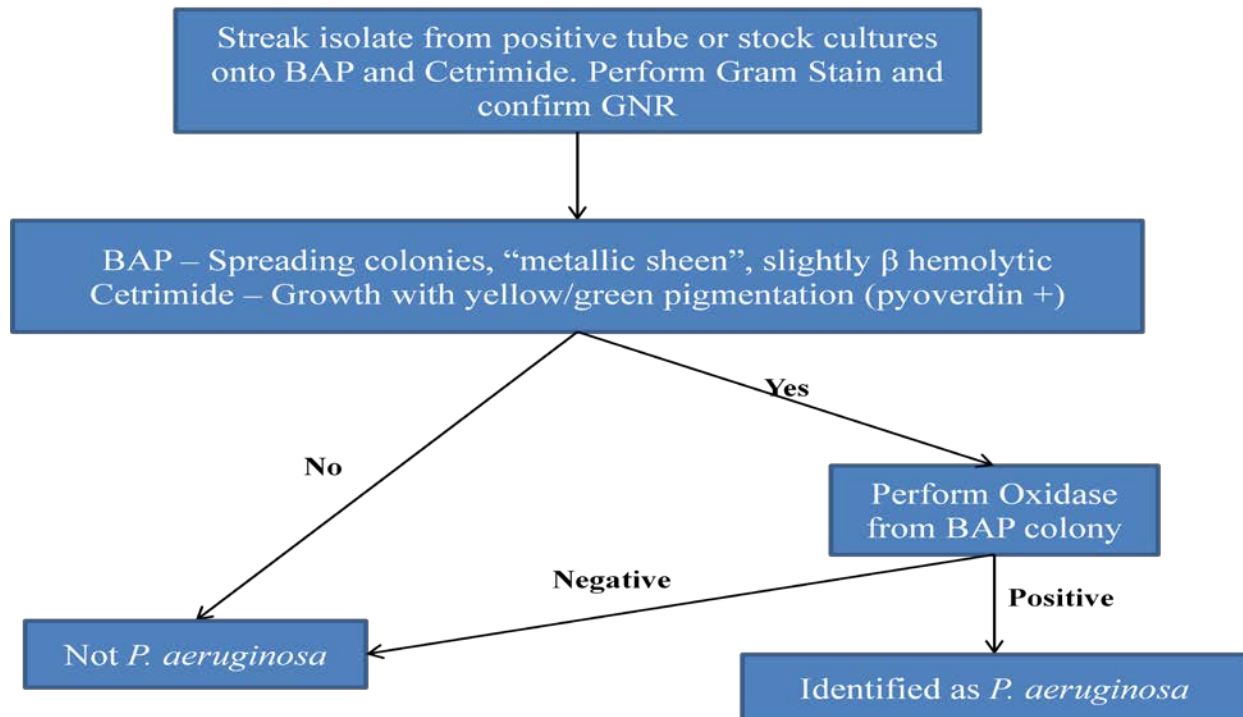 Streak isolate from positive tube or stock cultures
onto BAP and Cetrimide. Perform Gram Stain and
confirm GNR
BAP – Spreading colonies, “metallic sheen”, slightly β hemolytic
Cetrimide – Growth with yellow/green pigmentation (pyoverdin +)
Yes
No
Perform Oxidase
from BAP colony
Negative
Positive
Not P. aeruginosa
Identified as P. aeruginosa